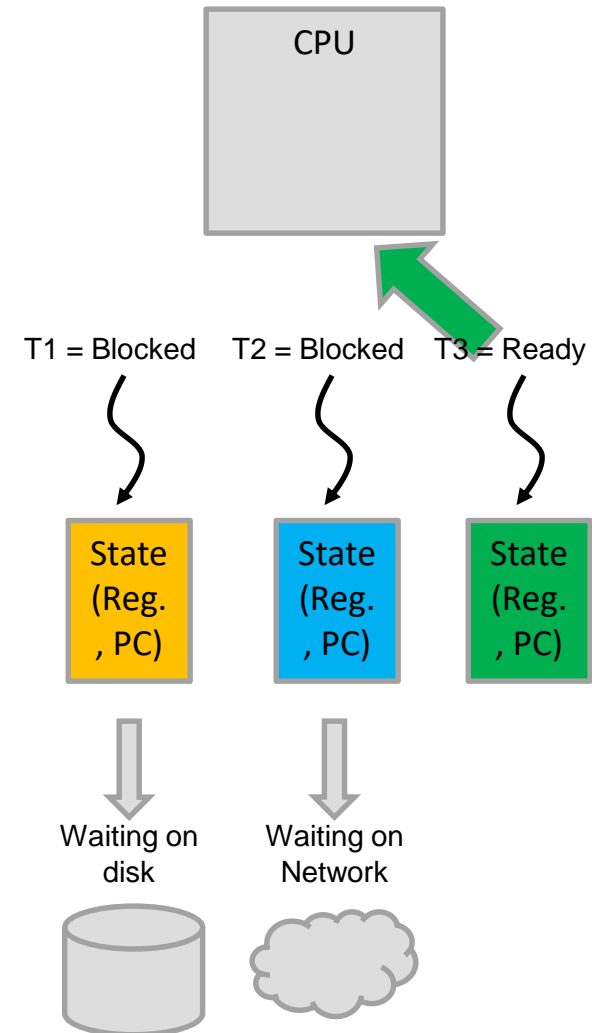 CPU
T1 = Blocked
T2 = Blocked
T3 = Ready
State
(Reg.
, PC)
State
(Reg.
, PC)
State
(Reg.
, PC)
Waiting on
disk
Waiting on
Network